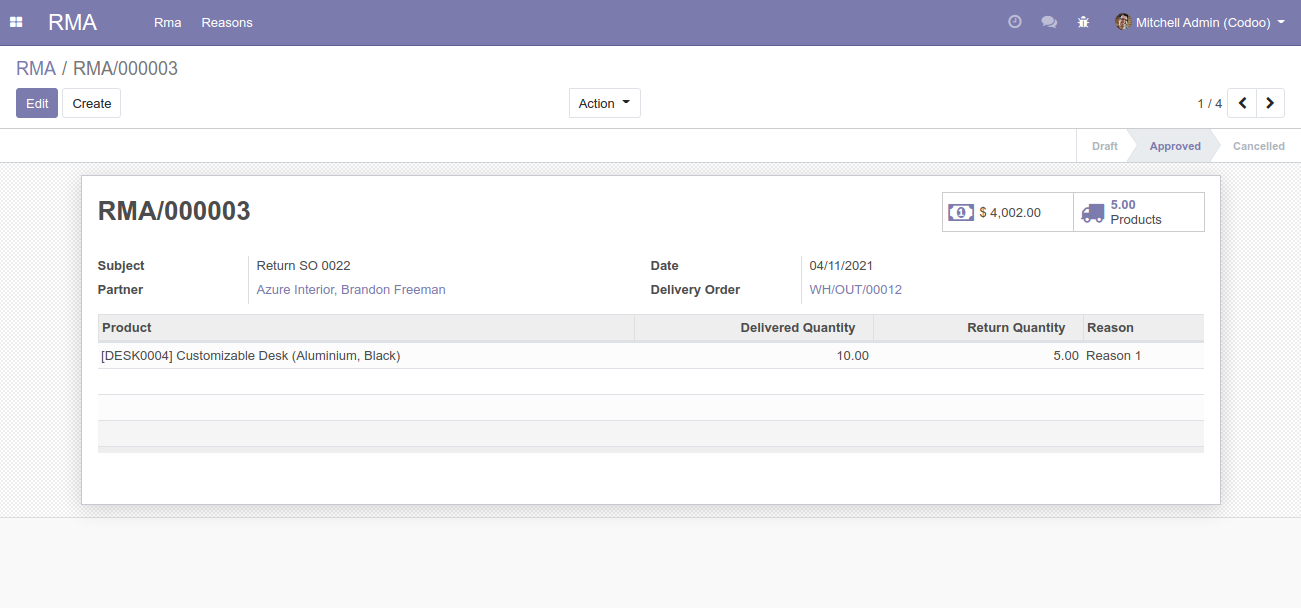 RMA Rma Reasons Mitchell Admin (Codoo)
RMA / RMA/000003
Edit Create Action 1 / 4
Draft Approved Cancelled
RMA/000003
$ 4,002.00
5.00
Products
Subject Return SO 0022 Date 04/11/2021
Partner Azure Interior, Brandon Freeman Delivery Order WH/OUT/00012
Product Delivered Quantity Return Quantity Reason
[DESK0004] Customizable Desk (Aluminium, Black) 10.00 5.00 Reason 1